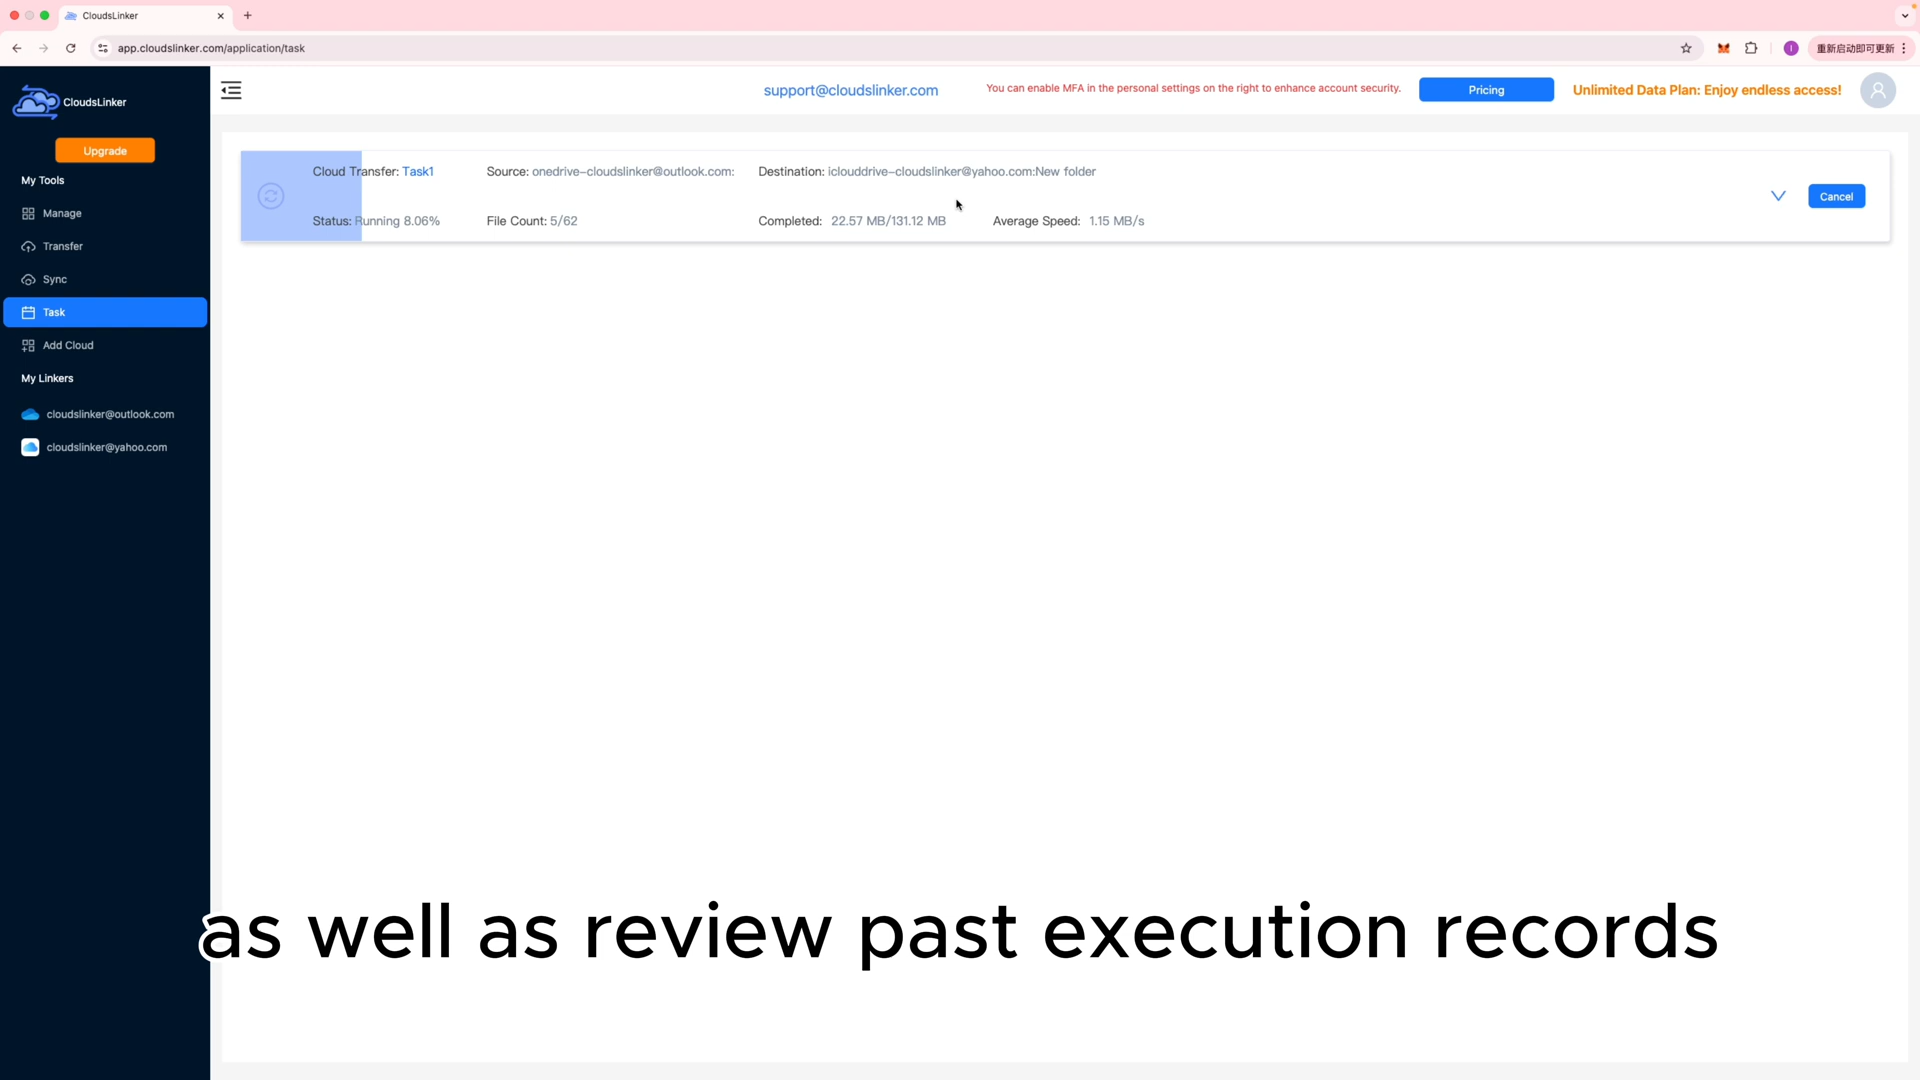 CloudsLinker
app.cloudslinker.com/application/task
重新启动即可更新
CloudsLinker
support@cloudslinker.com
You can enable MFA in the personal settings on the right to enhance account security.
Pricing
Unlimited Data Plan: Enjoy endless access!
Upgrade
My Tools
Manage
Transfer
Sync
Task
Add Cloud
My Linkers
cloudslinker@outlook.com
cloudslinker@yahoo.com
Cloud Transfer: Task1
Source: onedrive-cloudslinker@outlook.com:
Destination: iclouddrive-cloudslinker@yahoo.com:New folder
Status: Running 8.06%
File Count: 5/62
Completed: 22.57 MB/131.12 MB
Average Speed: 1.15 MB/s
Cancel
as well as review past execution records